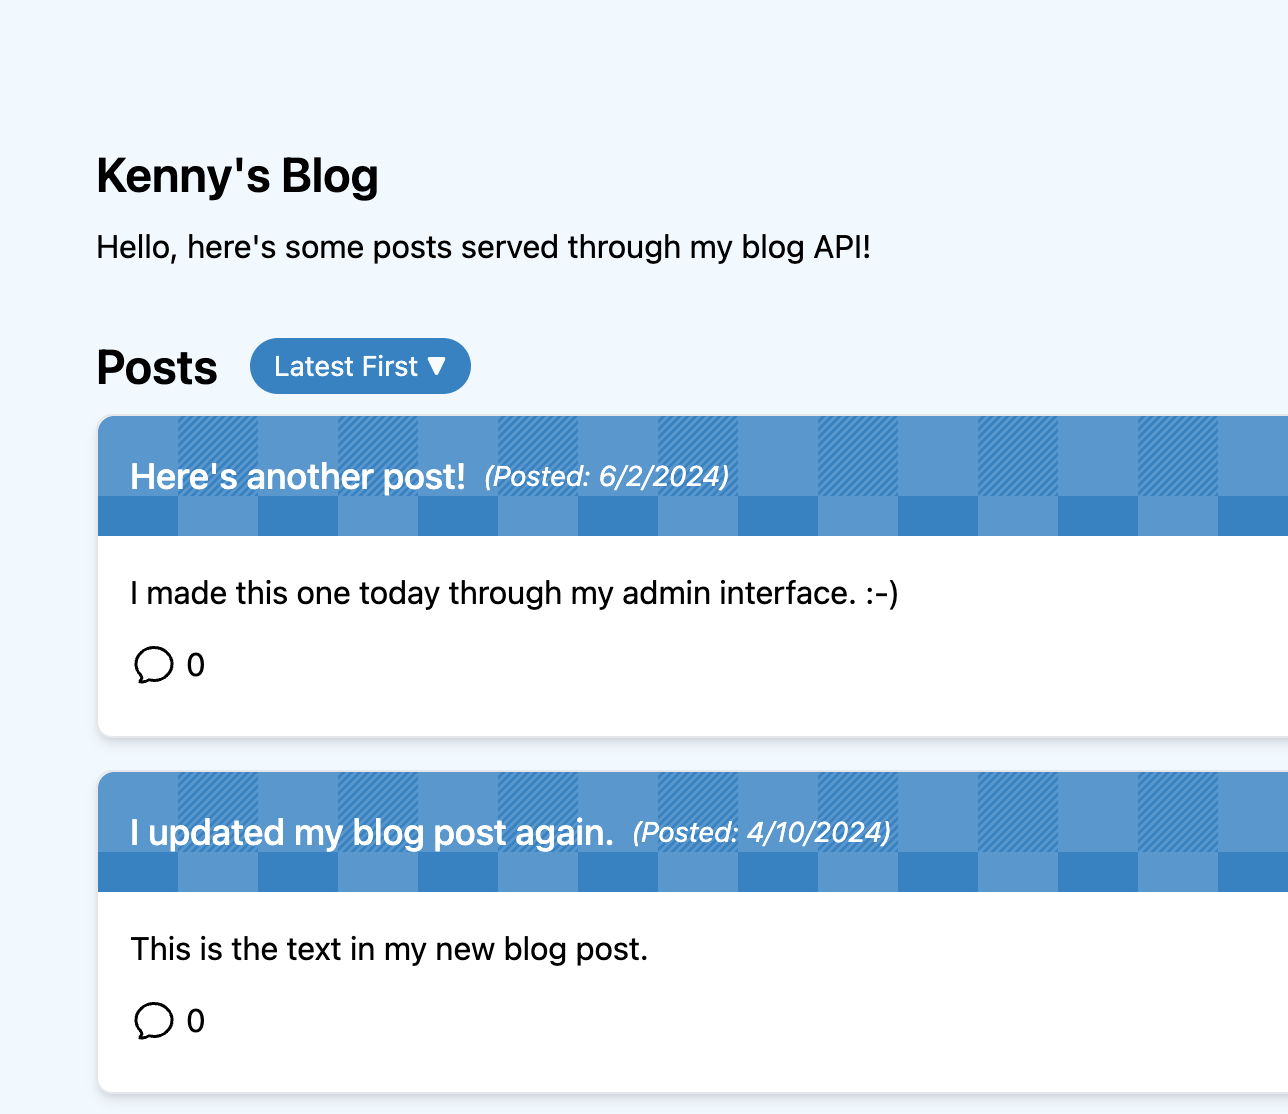 Kenny's Blog
Hello, here's some posts served through my blog API!
Posts Latest First ▼
Here's another post! (Posted: 6/2/2024)
I made this one today through my admin interface. :-)
0
I updated my blog post again. (Posted: 4/10/2024)
This is the text in my new blog post.
0